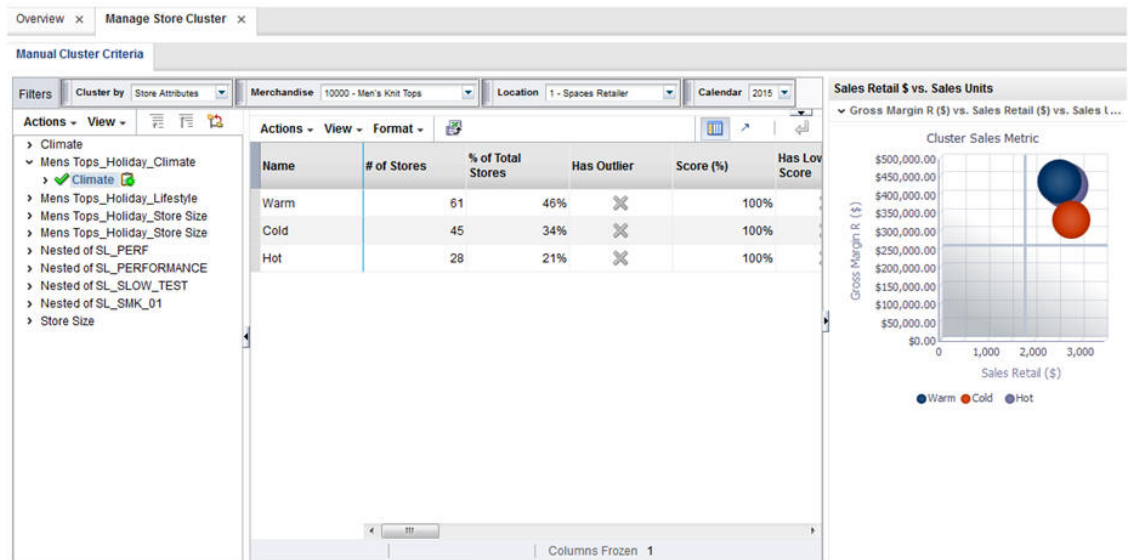 Overview × Manage Store Cluster ×
Manual Cluster Criteria
Filters Cluster by Store Attributes Merchandise 10000 - Men's Knit Tops Location 1 - Spaces Retailer Calendar 2015
Actions View
Climate
Mens Tops_Holiday_Climate
Climate
Mens Tops_Holiday_Lifestyle
Mens Tops_Holiday_Store Size
Mens Tops_Holiday_Store Size
Nested of SL_PERF
Nested of SL_PERFORMANCE
Nested of SL_SLOW_TEST
Nested of SL_SMK_01
Store Size
Actions View Format
Name # of Stores % of Total Stores Has Outlier Score (%) Has Low Score
Warm 61 46% 100%
Cold 45 34% 100%
Hot 28 21% 100%
Columns Frozen 1
Sales Retail $ vs. Sales Units
Gross Margin R ($) vs. Sales Retail ($) vs. Sales L...
Cluster Sales Metric
$500,000.00
$450,000.00
$400,000.00
$350,000.00
$300,000.00
$250,000.00
$200,000.00
$150,000.00
$100,000.00
$50,000.00
$0.00
Gross Margin R ($)
0 1,000 2,000 3,000
Sales Retail ($)
Warm Cold Hot